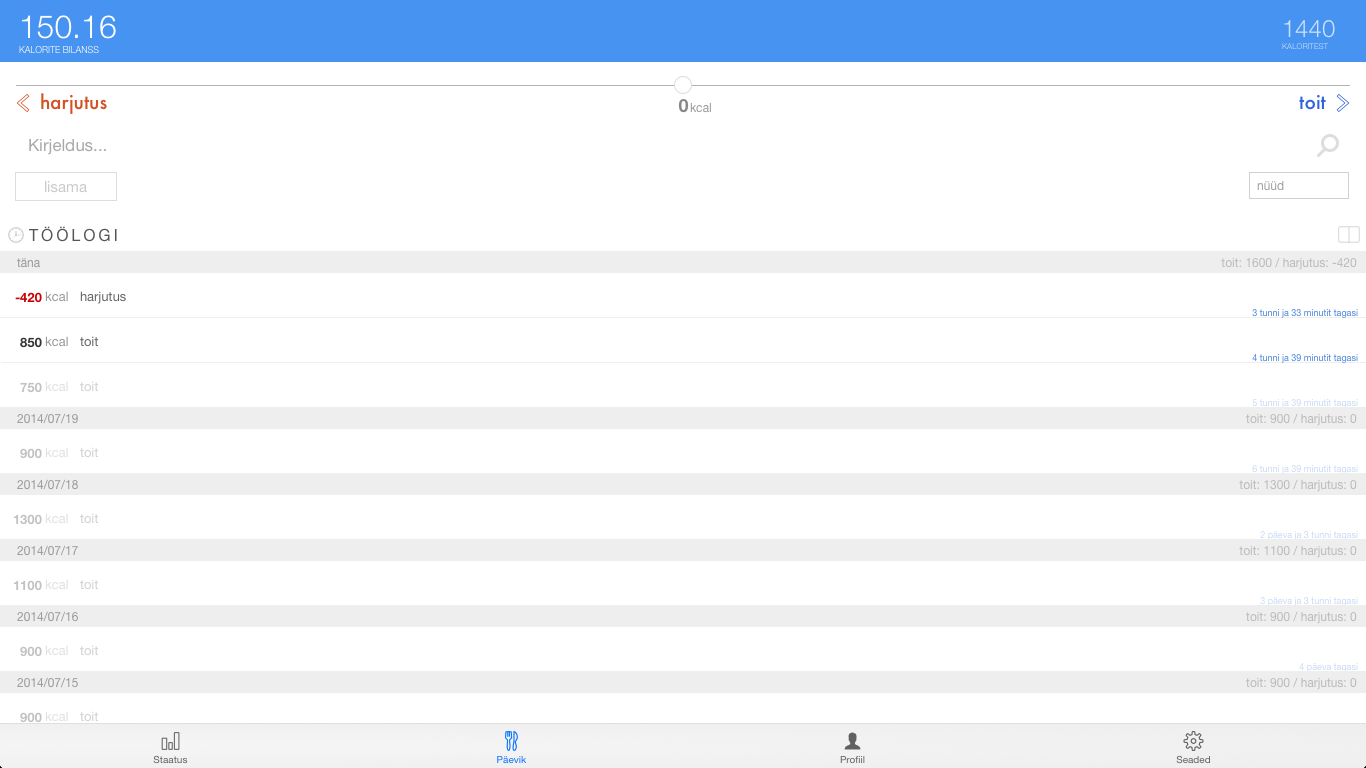 150.16
KALORITE BILANSS
1440
KALORITEST
harjutus
0 kcal
toit
Kirjeldus...
lisama
nüüd
TÖÖLOGI
täna toit: 1600 / harjutus: -420
-420 kcal harjutus
3 tunni ja 33 minutit tagasi
850 kcal toit
4 tunni ja 39 minutit tagasi
750 kcal toit
5 tunni ja 39 minutit tagasi
2014/07/19 toit: 900 / harjutus: 0
900 kcal toit
6 tunni ja 39 minutit tagasi
2014/07/18 toit: 1300 / harjutus: 0
1300 kcal toit
2 päeva ja 3 tunni tagasi
2014/07/17 toit: 1100 / harjutus: 0
1100 kcal toit
3 päeva ja 3 tunni tagasi
2014/07/16 toit: 900 / harjutus: 0
900 kcal toit
4 päeva tagasi
2014/07/15 toit: 900 / harjutus: 0
900 kcal toit
Staatus Päevik Profiil Seaded